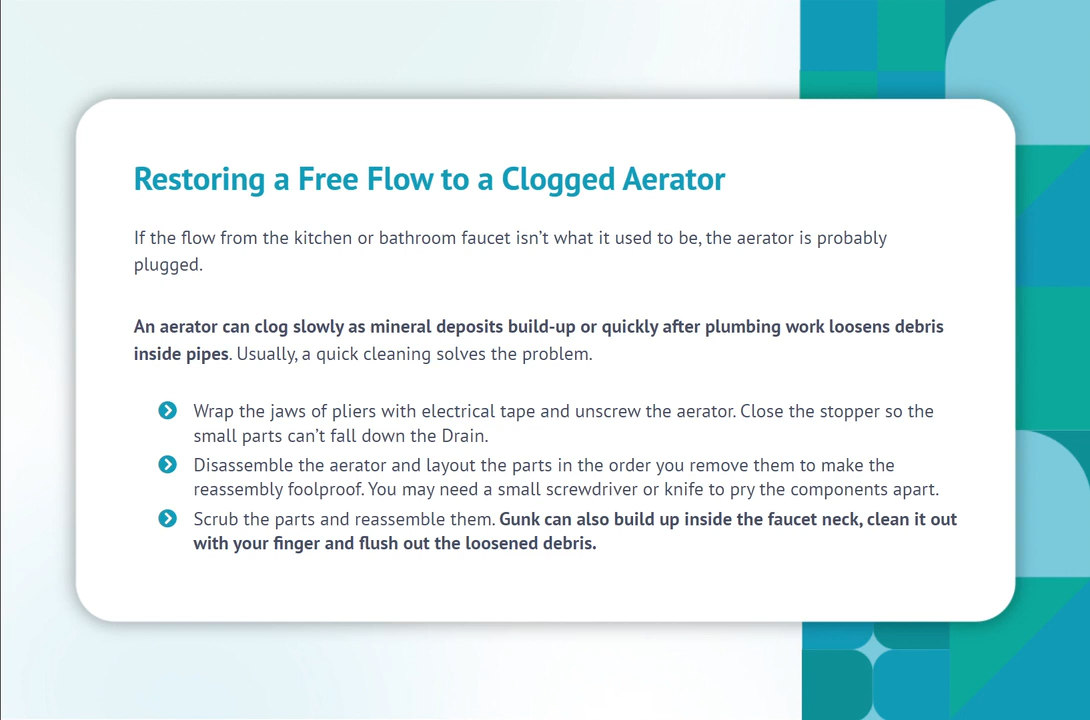 Restoring a Free Flow to a Clogged Aerator
If the flow from the kitchen or bathroom faucet isn’t what it used to be, the aerator is probably
plugged.
An aerator can clog slowly as mineral deposits build-up or quickly after plumbing work loosens debris
inside pipes. Usually, a quick cleaning solves the problem.
Wrap the jaws of pliers with electrical tape and unscrew the aerator. Close the stopper so the
small parts can’t fall down the Drain.
Disassemble the aerator and layout the parts in the order you remove them to make the
reassembly foolproof. You may need a small screwdriver or knife to pry the components apart.
Scrub the parts and reassemble them. Gunk can also build up inside the faucet neck, clean it out
with your finger and flush out the loosened debris.